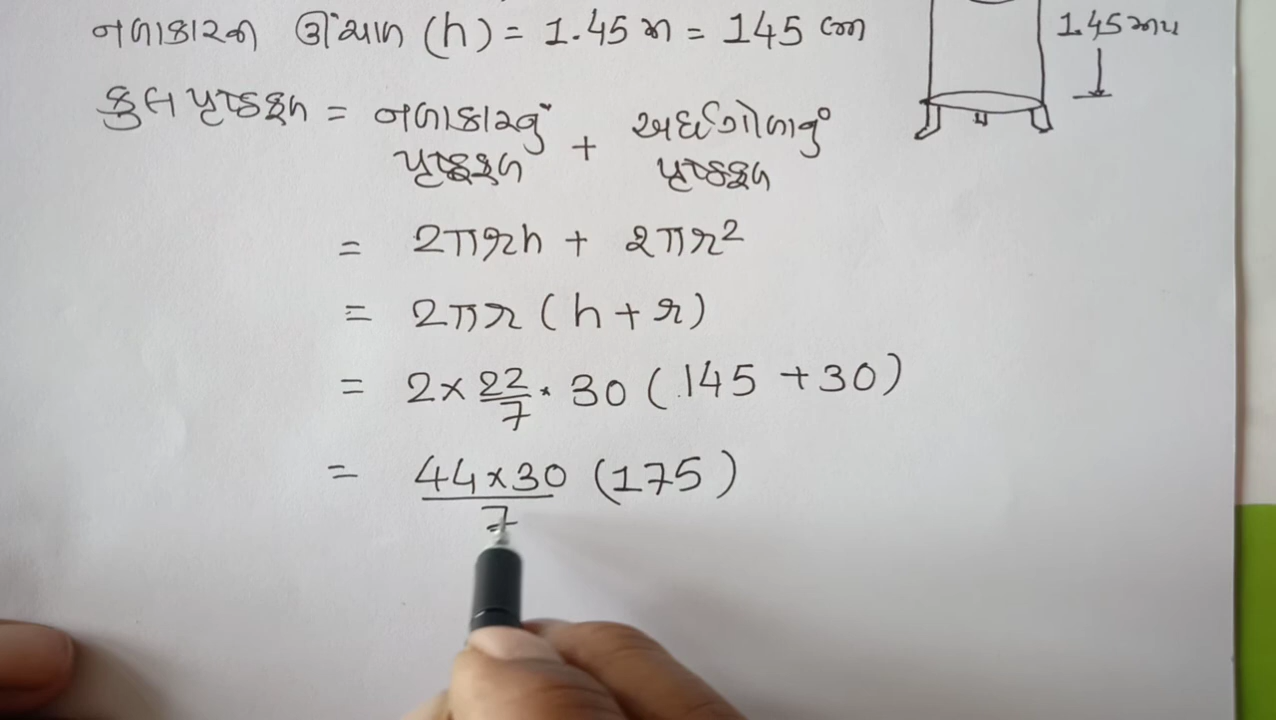 નળાકારની ઊંચાઈ (h) = 1.45 મ = 145 cm
1.45 મીટર
કુલ પૃષ્ઠફળ = નળાકારનું પૃષ્ઠફળ + અર્ધગોળાનું પૃષ્ઠફળ
= 2πrh + 2πr²
= 2πr (h + r)
= 2 × 22/7 × 30 (145 + 30)
= 44 × 30/7 (175)